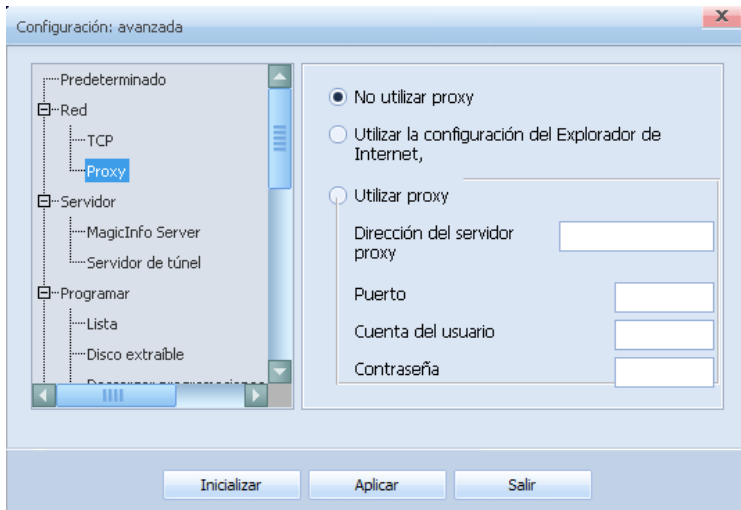 Configuración: avanzada
Predeterminado
Red
TCP
Proxy
Servidor
MagicInfo Server
Servidor de túnel
Programar
Lista
Disco extraíble
No utilizar proxy
Utilizar la configuración del Explorador de
Internet,
Utilizar proxy
Dirección del servidor
proxy
Puerto
Cuenta del usuario
Contraseña
Inicializar
Aplicar
Salir